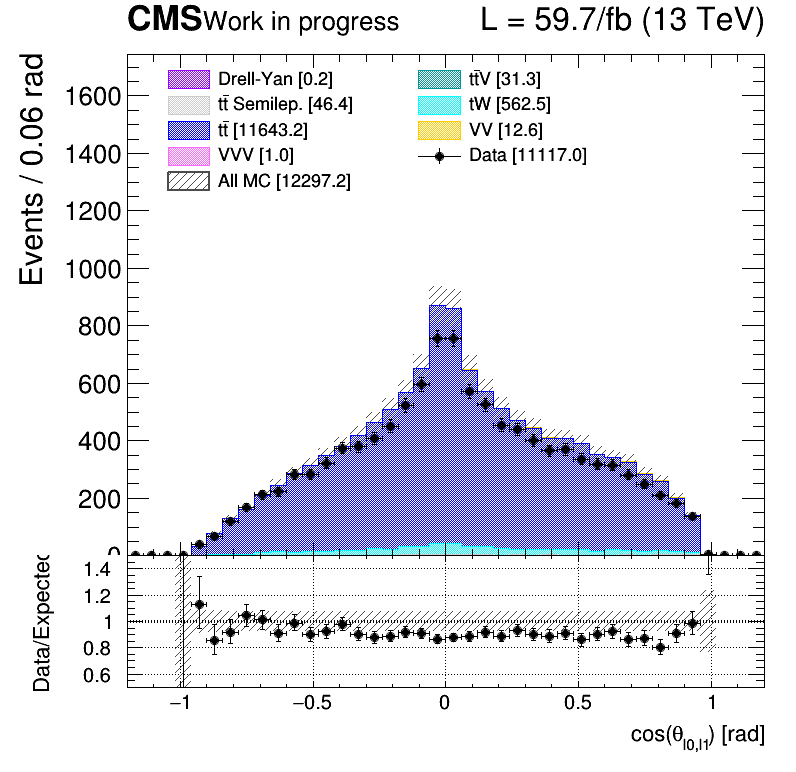 CMS Work in progress L = 59.7/fb (13 TeV)
Events / 0.06 rad
1600
1400
1200
1000
800
600
400
200
0
Drell-Yan [0.2]
tt̄ Semilep. [46.4]
tt̄ [11643.2]
VVV [1.0]
All MC [12297.2]
tt̄V [31.3]
tW [562.5]
VV [12.6]
Data [11117.0]
Data/Expected
1.4
1.2
1
0.8
0.6
−1 −0.5 0 0.5 1
cos(θl0,l1) [rad]